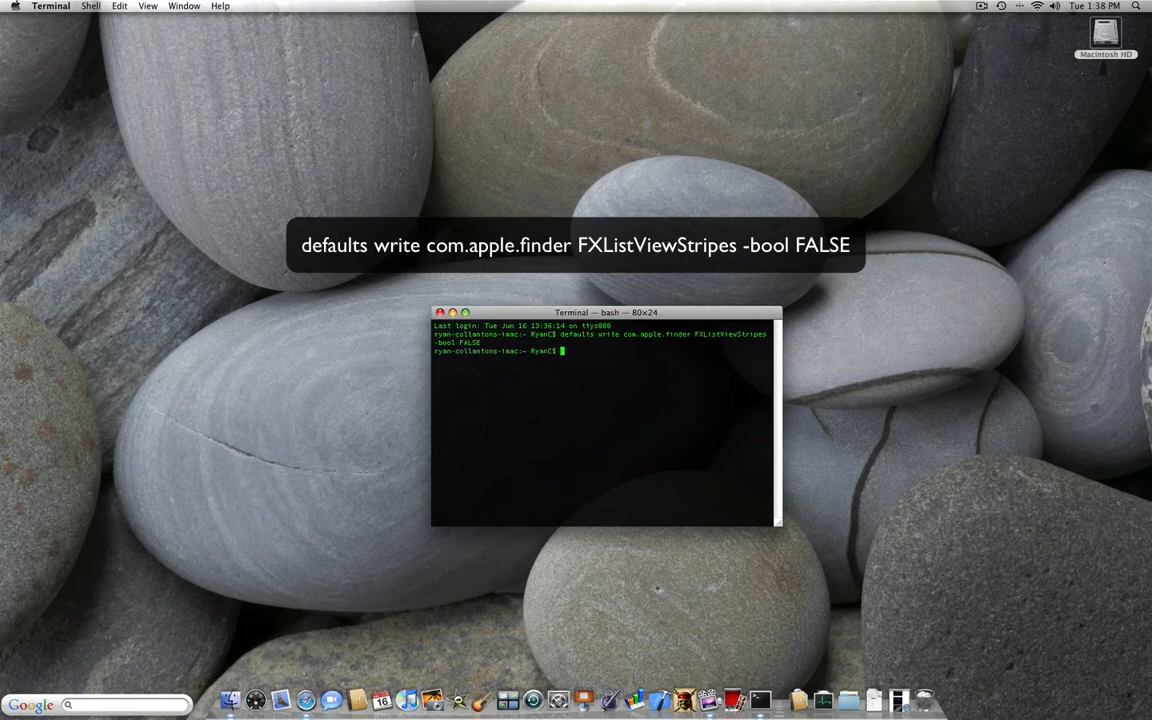 Terminal Shell Edit View Window Help Tue 1:38 PM
Macintosh HD
defaults write com.apple.finder FXListViewStripes -bool FALSE
Terminal — bash — 80×24
Last login: Tue Jun 16 13:36:14 on ttys000
ryan-collantons-imac:~ RyanC$ defaults write com.apple.finder FXListViewStripes
-bool FALSE
ryan-collantons-imac:~ RyanC$
Google
16